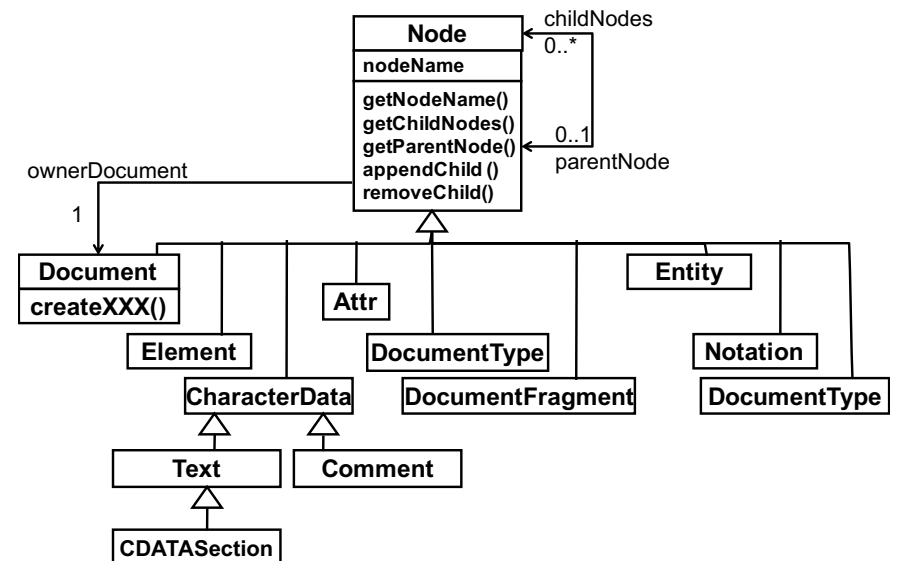 Node
nodeName
getNodeName()
getChildNodes()
getParentNode()
appendChild ()
removeChild()
childNodes
0..*
0..1
parentNode
ownerDocument
1
Document
createXXX()
Entity
Attr
Element
DocumentType
Notation
CharacterData
DocumentFragment
DocumentType
Text
Comment
CDATASection